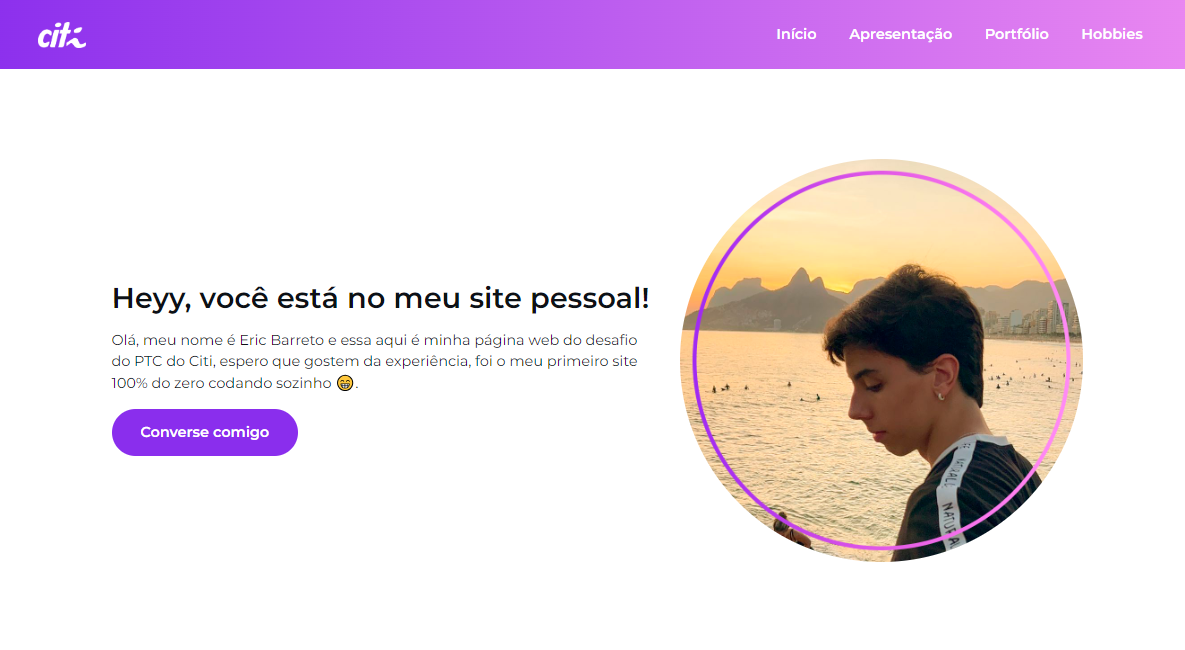 citi
Início Apresentação Portfólio Hobbies
Heyy, você está no meu site pessoal!
Olá, meu nome é Eric Barreto e essa aqui é minha página web do desafio
do PTC do Citi, espero que gostem da experiência, foi o meu primeiro site
100% do zero codando sozinho 😁.
Converse comigo
NATURALL
NATURA